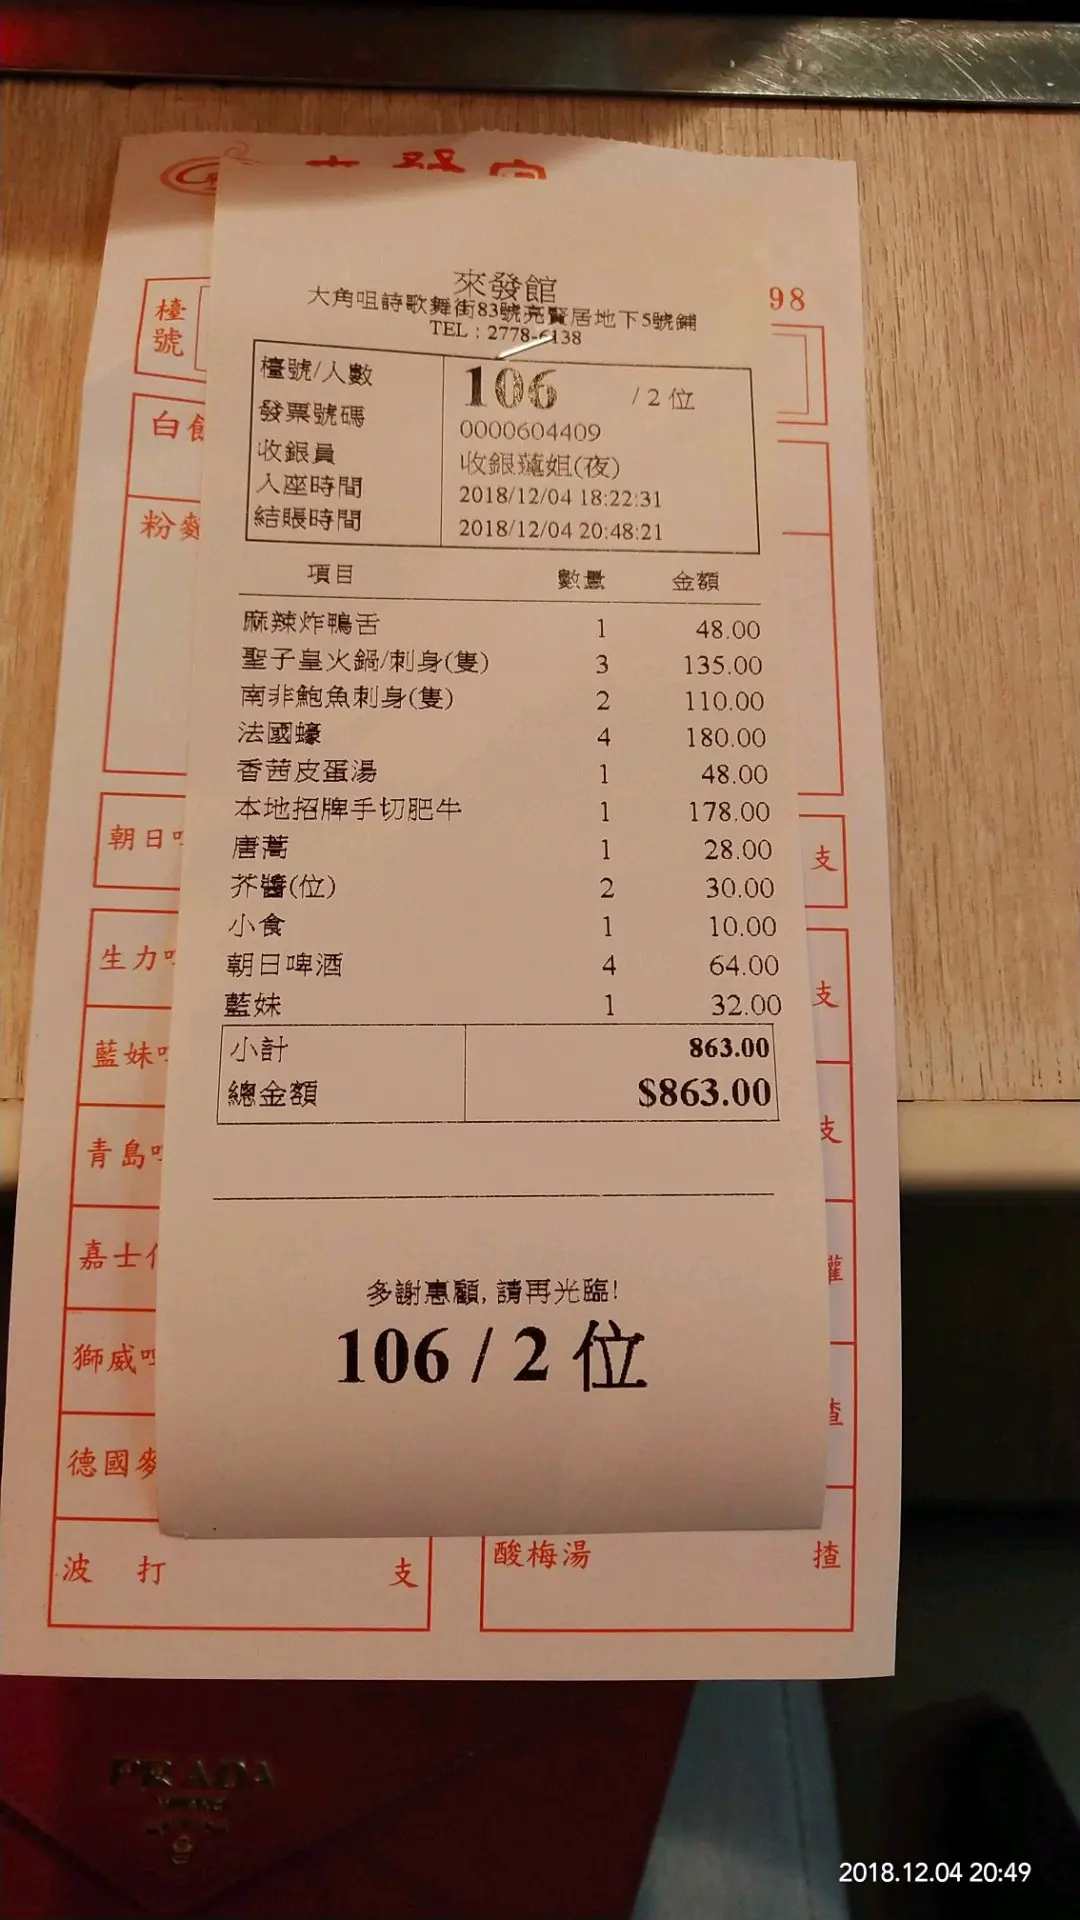 來發館
大角咀詩歌舞街83號亮賢居地下5號鋪
TEL : 2778-6138
98
檯號
檯號/人數 106 / 2 位
發票號碼 0000604409
收銀員 收銀蓮姐(夜)
入座時間 2018/12/04 18:22:31
結賬時間 2018/12/04 20:48:21
項目 數量 金額
麻辣炸鴨舌 1 48.00
聖子皇火鍋/刺身(隻) 3 135.00
南非鮑魚刺身(隻) 2 110.00
法國蠔 4 180.00
香茜皮蛋湯 1 48.00
本地招牌手切肥牛 1 178.00
唐蒿 1 28.00
芥醬(位) 2 30.00
小食 1 10.00
朝日啤酒 4 64.00
藍妹 1 32.00
小計 863.00
總金額 $863.00
多謝惠顧, 請再光臨!
106 / 2 位
白
粉麵
朝日
支
生力
支
藍妹
支
青島
嘉士
獅威
德國麥
波打 支
酸梅湯 揸
PRADA
2018.12.04 20:49